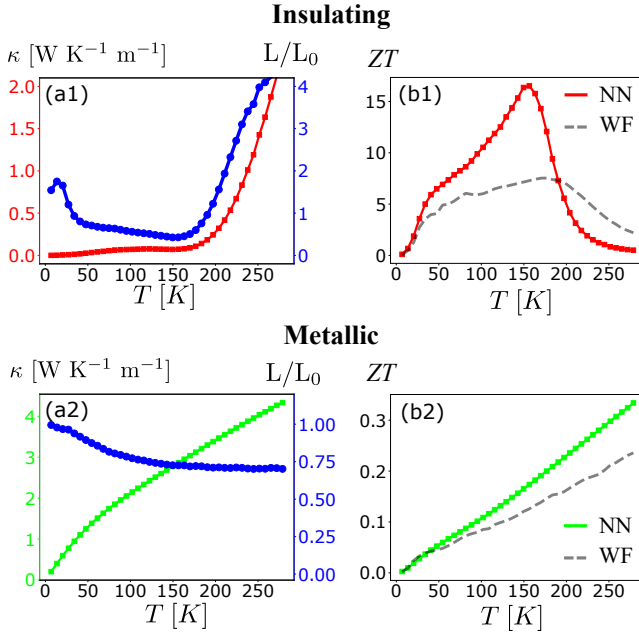 Insulating
κ [W K⁻¹ m⁻¹] L/L₀ ZT
(a1) (b1)
2.0 4 15 NN
1.5 3 WF
1.0 2 10
0.5 1 5
0.0 0 0
0 50 100 150 200 250 0 50 100 150 200 250
T [K] T [K]
Metallic
κ [W K⁻¹ m⁻¹] L/L₀ ZT
(a2) (b2)
4 1.00 0.3
3 0.75 0.2
2 0.50 0.1 NN
1 0.25 WF
0 0.00 0.0
0 50 100 150 200 250 0 50 100 150 200 250
T [K] T [K]